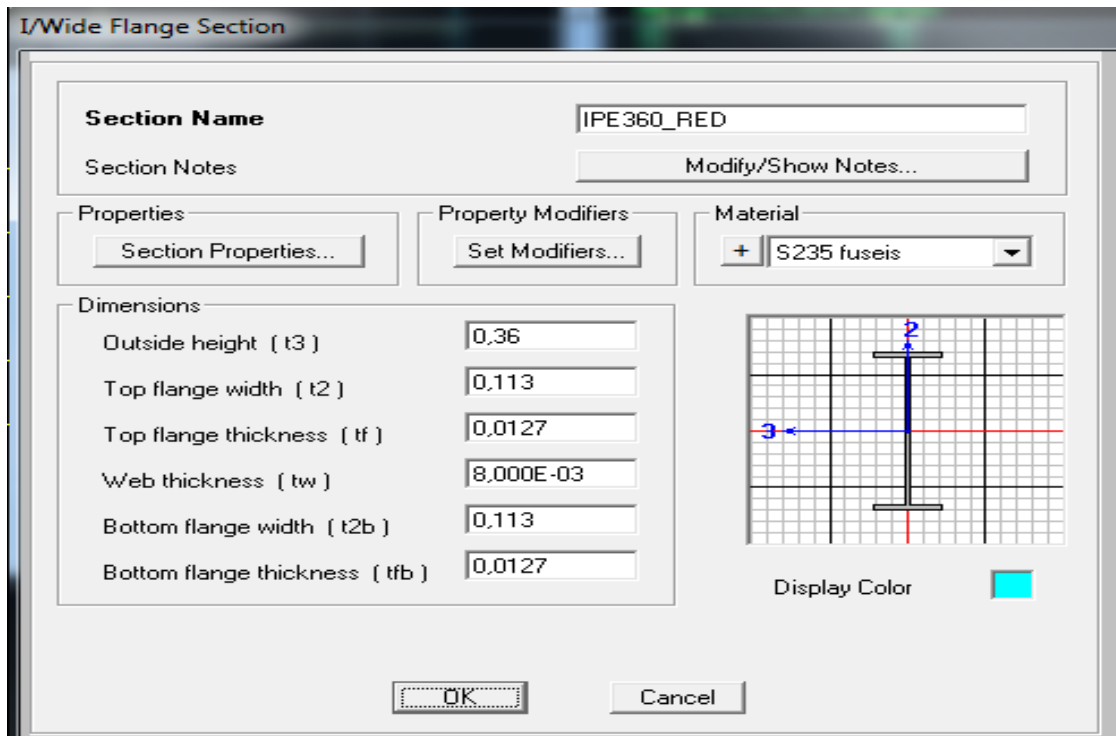 I/Wide Flange Section
Section Name IPE360_RED
Section Notes Modify/Show Notes...
Properties Property Modifiers Material
Section Properties... Set Modifiers... + S235 fuseis
Dimensions
Outside height ( t3 ) 0,36
Top flange width ( t2 ) 0,113
Top flange thickness ( tf ) 0,0127
Web thickness ( tw ) 8,000E-03
Bottom flange width ( t2b ) 0,113
Bottom flange thickness ( tfb ) 0,0127
2
3
Display Color
OK Cancel